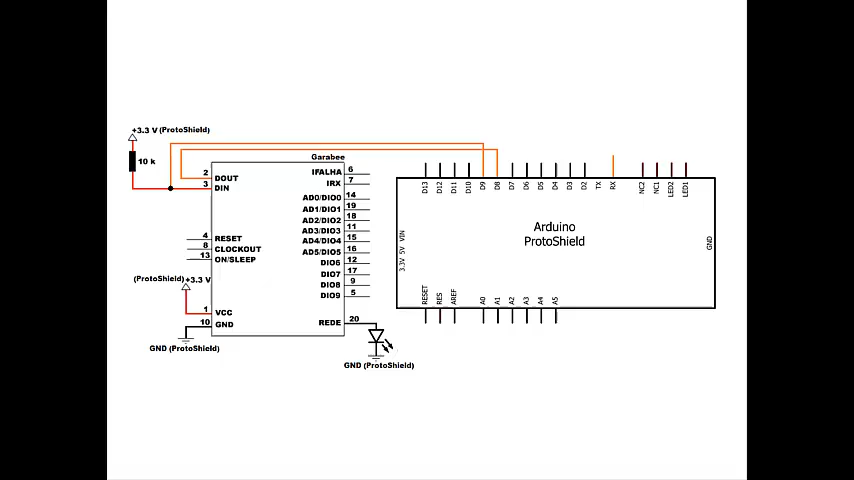 +3.3 V (ProtoShield)
10 k
Garabee
2
DOUT
3
DIN
4
RESET
8
CLOCKOUT
13
ON/SLEEP
(ProtoShield)+3.3 V
1
VCC
10
GND
GND (ProtoShield)
IFALHA 6
IRX 7
AD0/DIO0 14
AD1/DIO1 19
AD2/DIO2 18
AD3/DIO3 11
AD4/DIO4 15
AD5/DIO5 16
DIO6 12
DIO7 17
DIO8 9
DIO9 5
REDE 20
GND (ProtoShield)
D13 D12 D11 D10 D9 D8 D7 D6 D5 D4 D3 D2 TX RX NC2 NC1 LED2 LED1
Arduino
ProtoShield
3.3V 5V VIN
GND
RESET RES AREF A0 A1 A2 A3 A4 A5